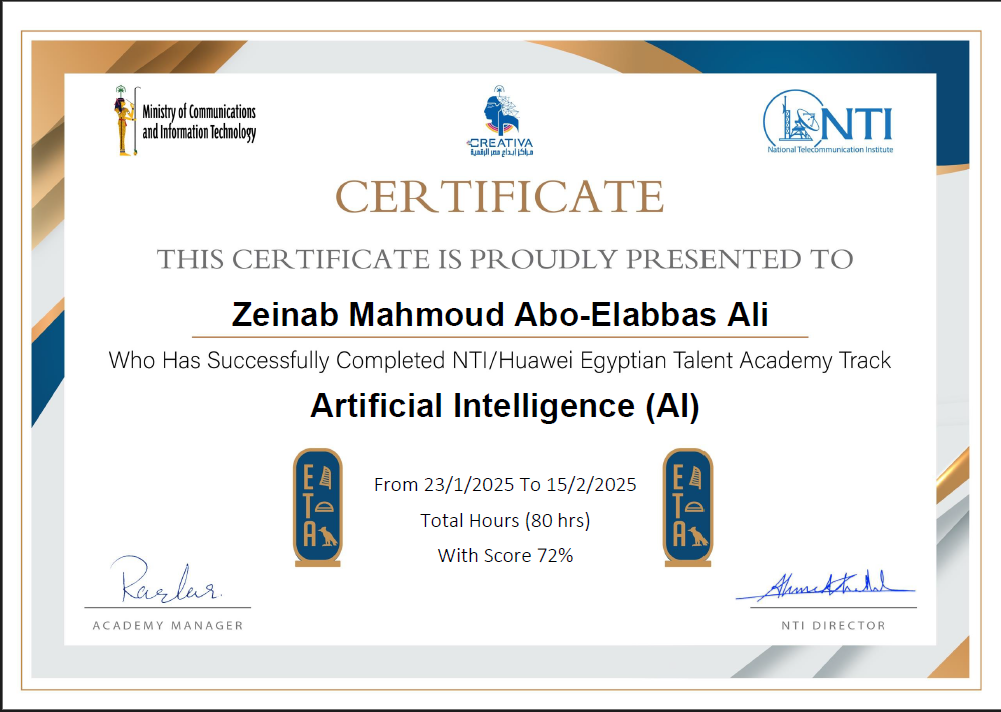 Ministry of Communications
and Information Technology
CREATIVA
مراكز إبداع مصر الرقمية
NTI
National Telecommunication Institute
CERTIFICATE
THIS CERTIFICATE IS PROUDLY PRESENTED TO
Zeinab Mahmoud Abo-Elabbas Ali
Who Has Successfully Completed NTI/Huawei Egyptian Talent Academy Track
Artificial Intelligence (AI)
ETA
From 23/1/2025 To 15/2/2025
Total Hours (80 hrs)
With Score 72%
ETA
ACADEMY MANAGER
NTI DIRECTOR